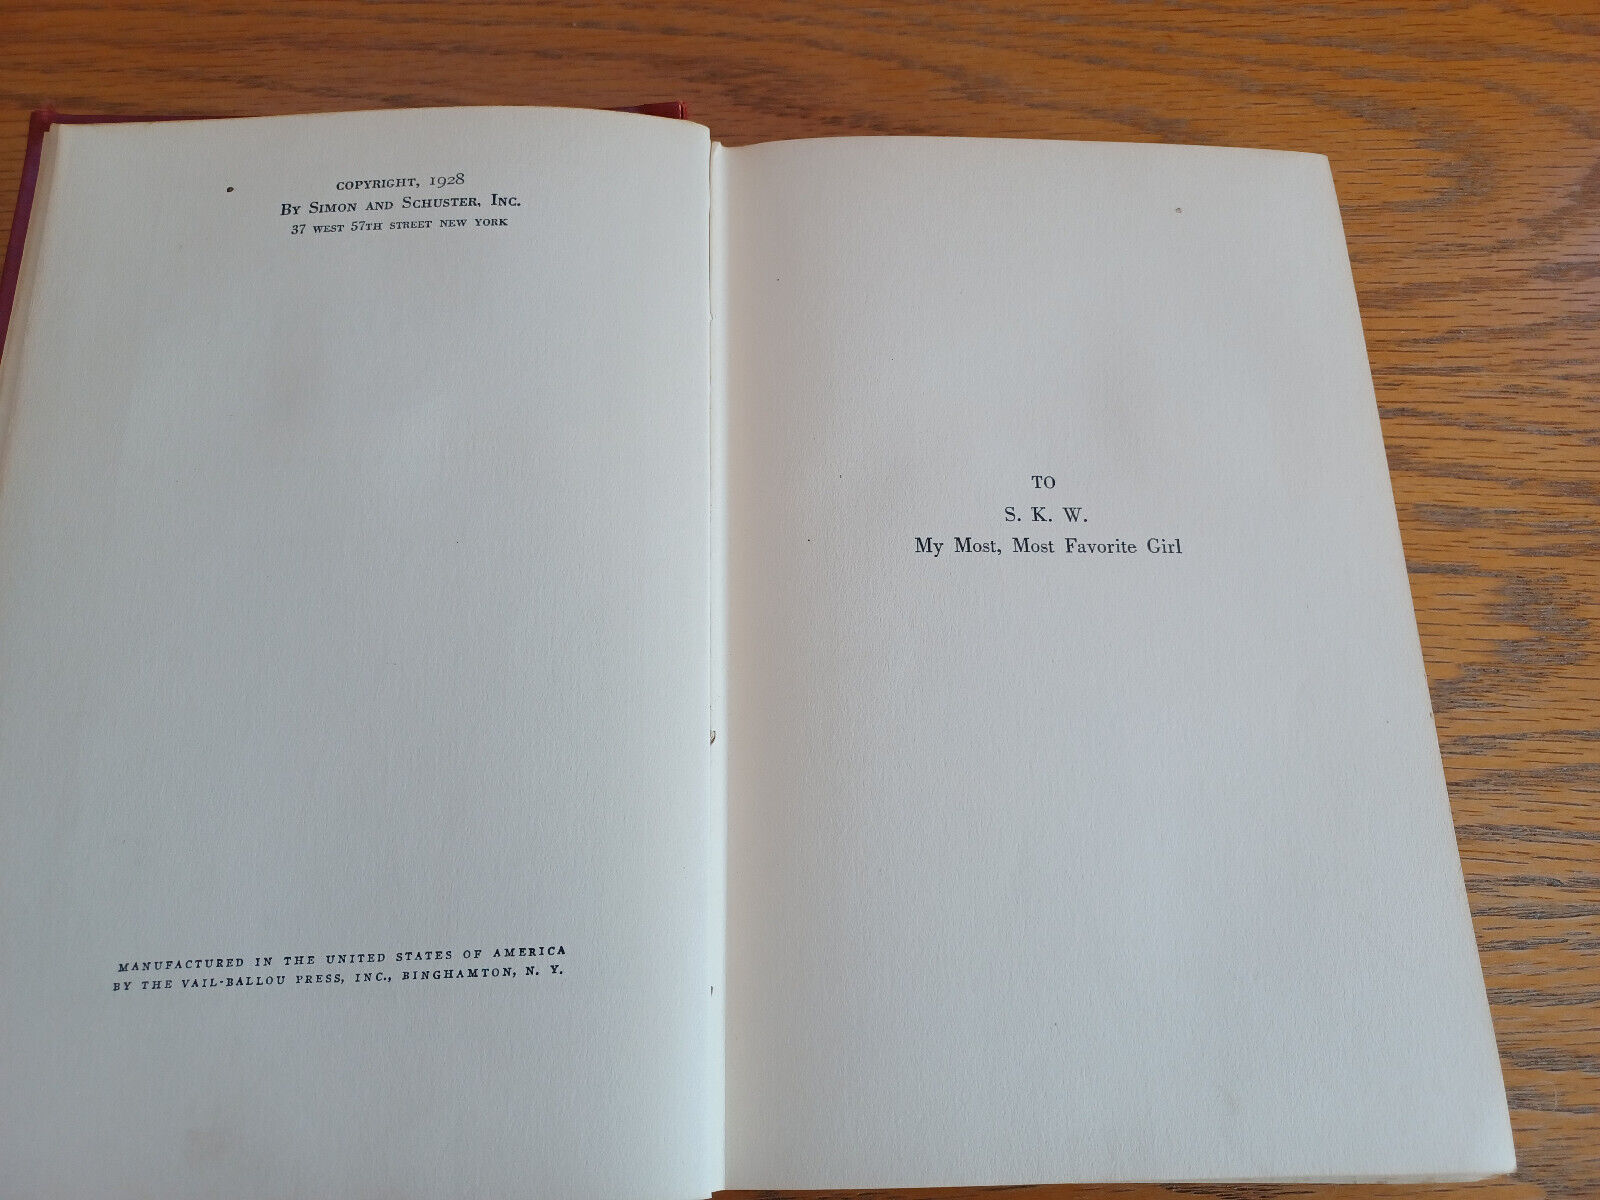 COPYRIGHT, 1928
BY SIMON AND SCHUSTER, INC.
37 WEST 57TH STREET NEW YORK
MANUFACTURED IN THE UNITED STATES OF AMERICA
BY THE VAIL-BALLOU PRESS, INC., BINGHAMTON, N. Y.
TO
S. K. W.
My Most, Most Favorite Girl